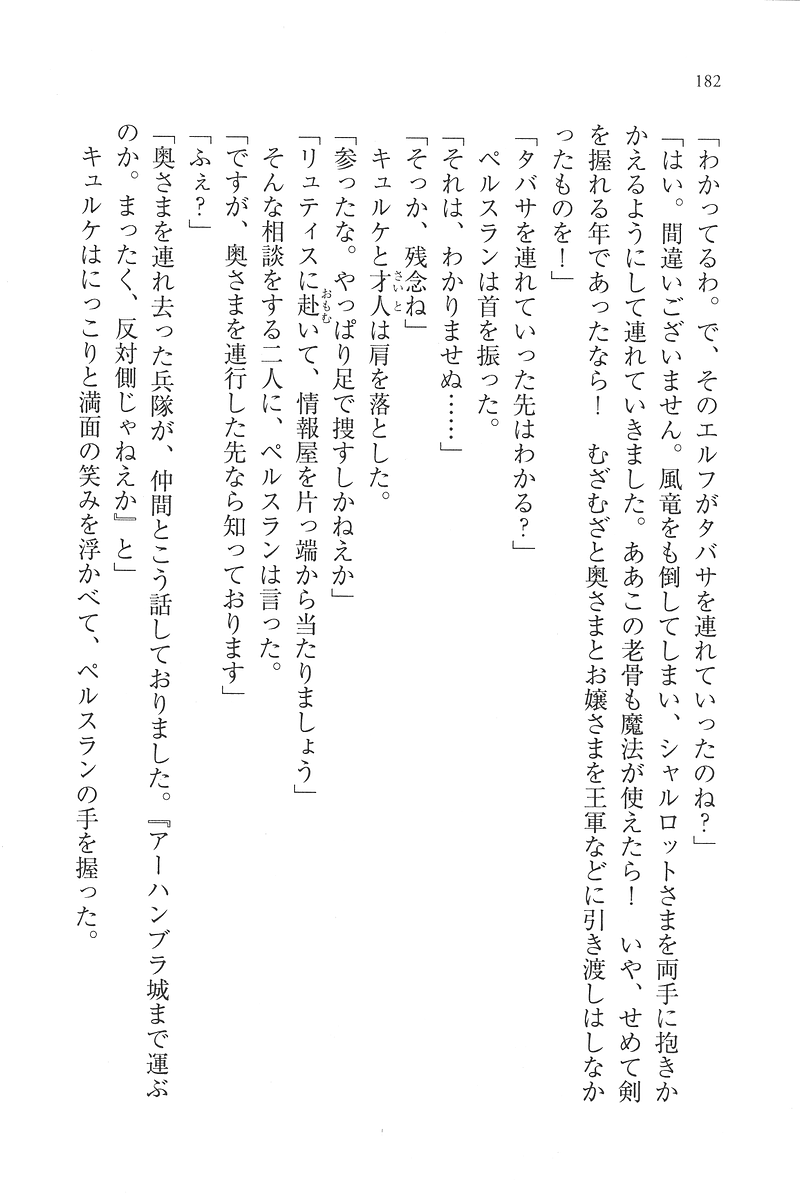 182
「わかってるわ。で、そのエルフがタバサを連れていったのね？」
「はい。間違いございません。風竜をも倒してしまい、シャルロットさまを両手に抱きか
かえるようにして連れていきました。ああこの老骨も魔法が使えたら！　いや、せめて剣
を握れる年であったなら！　むざむざと奥さまとお嬢さまを王軍などに引き渡しはしなか
ったものを！」
「タバサを連れていった先はわかる？」
ペルスランは首を振った。
「それは、わかりませぬ……」
「そっか、残念ね」
キュルケと才人は肩を落とした。
「参ったな。やっぱり足で捜すしかねえか」
「リュティスに赴いて、情報屋を片っ端から当たりましょう」
そんな相談をする二人に、ペルスランは言った。
「ですが、奥さまを連行した先なら知っております」
「ふぇ？」
「奥さまを連れ去った兵隊が、仲間とこう話しておりました。『アーハンブラ城まで運ぶ
のか。まったく、反対側じゃねえか』と」
キュルケはにっこりと満面の笑みを浮かべて、ペルスランの手を握った。